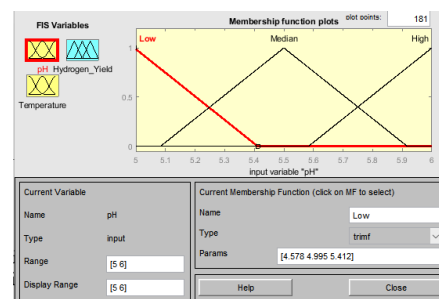 FIS Variables
Membership function plots
plot points:
181
Low
Median
High
pH
Hydrogen_Yield
Temperature
1
0.5
0
5
5.1
5.2
5.3
5.4
5.5
5.6
5.7
5.8
5.9
6
input variable "pH"
Current Variable
Name
pH
Type
input
Range
[5 6]
Display Range
[5 6]
Current Membership Function (click on MF to select)
Name
Low
Type
trimf
Params
[4.578 4.995 5.412]
Help
Close